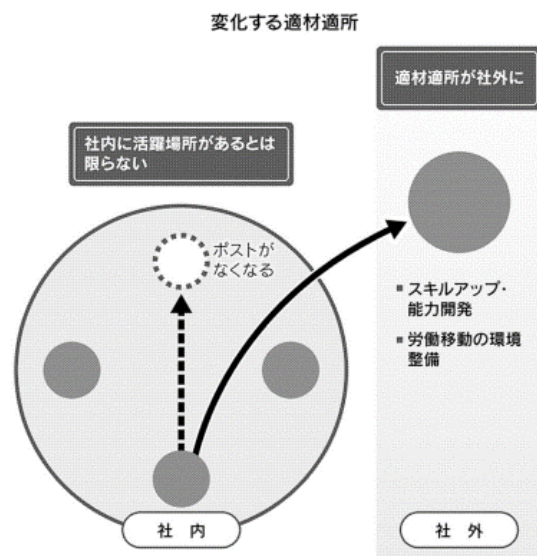 変化する適材適所
適材適所が社外に
社内に活躍場所があるとは
限らない
ポストが
なくなる
■ スキルアップ・
能力開発
■ 労働移動の環境
整備
社 内
社 外